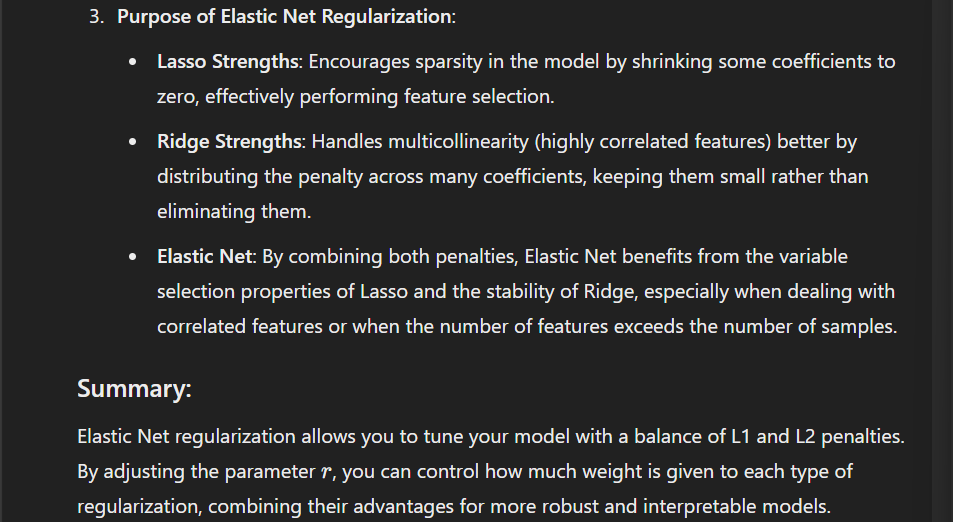 3. Purpose of Elastic Net Regularization:
• Lasso Strengths: Encourages sparsity in the model by shrinking some coefficients to
zero, effectively performing feature selection.
• Ridge Strengths: Handles multicollinearity (highly correlated features) better by
distributing the penalty across many coefficients, keeping them small rather than
eliminating them.
• Elastic Net: By combining both penalties, Elastic Net benefits from the variable
selection properties of Lasso and the stability of Ridge, especially when dealing with
correlated features or when the number of features exceeds the number of samples.
Summary:
Elastic Net regularization allows you to tune your model with a balance of L1 and L2 penalties.
By adjusting the parameter r, you can control how much weight is given to each type of
regularization, combining their advantages for more robust and interpretable models.